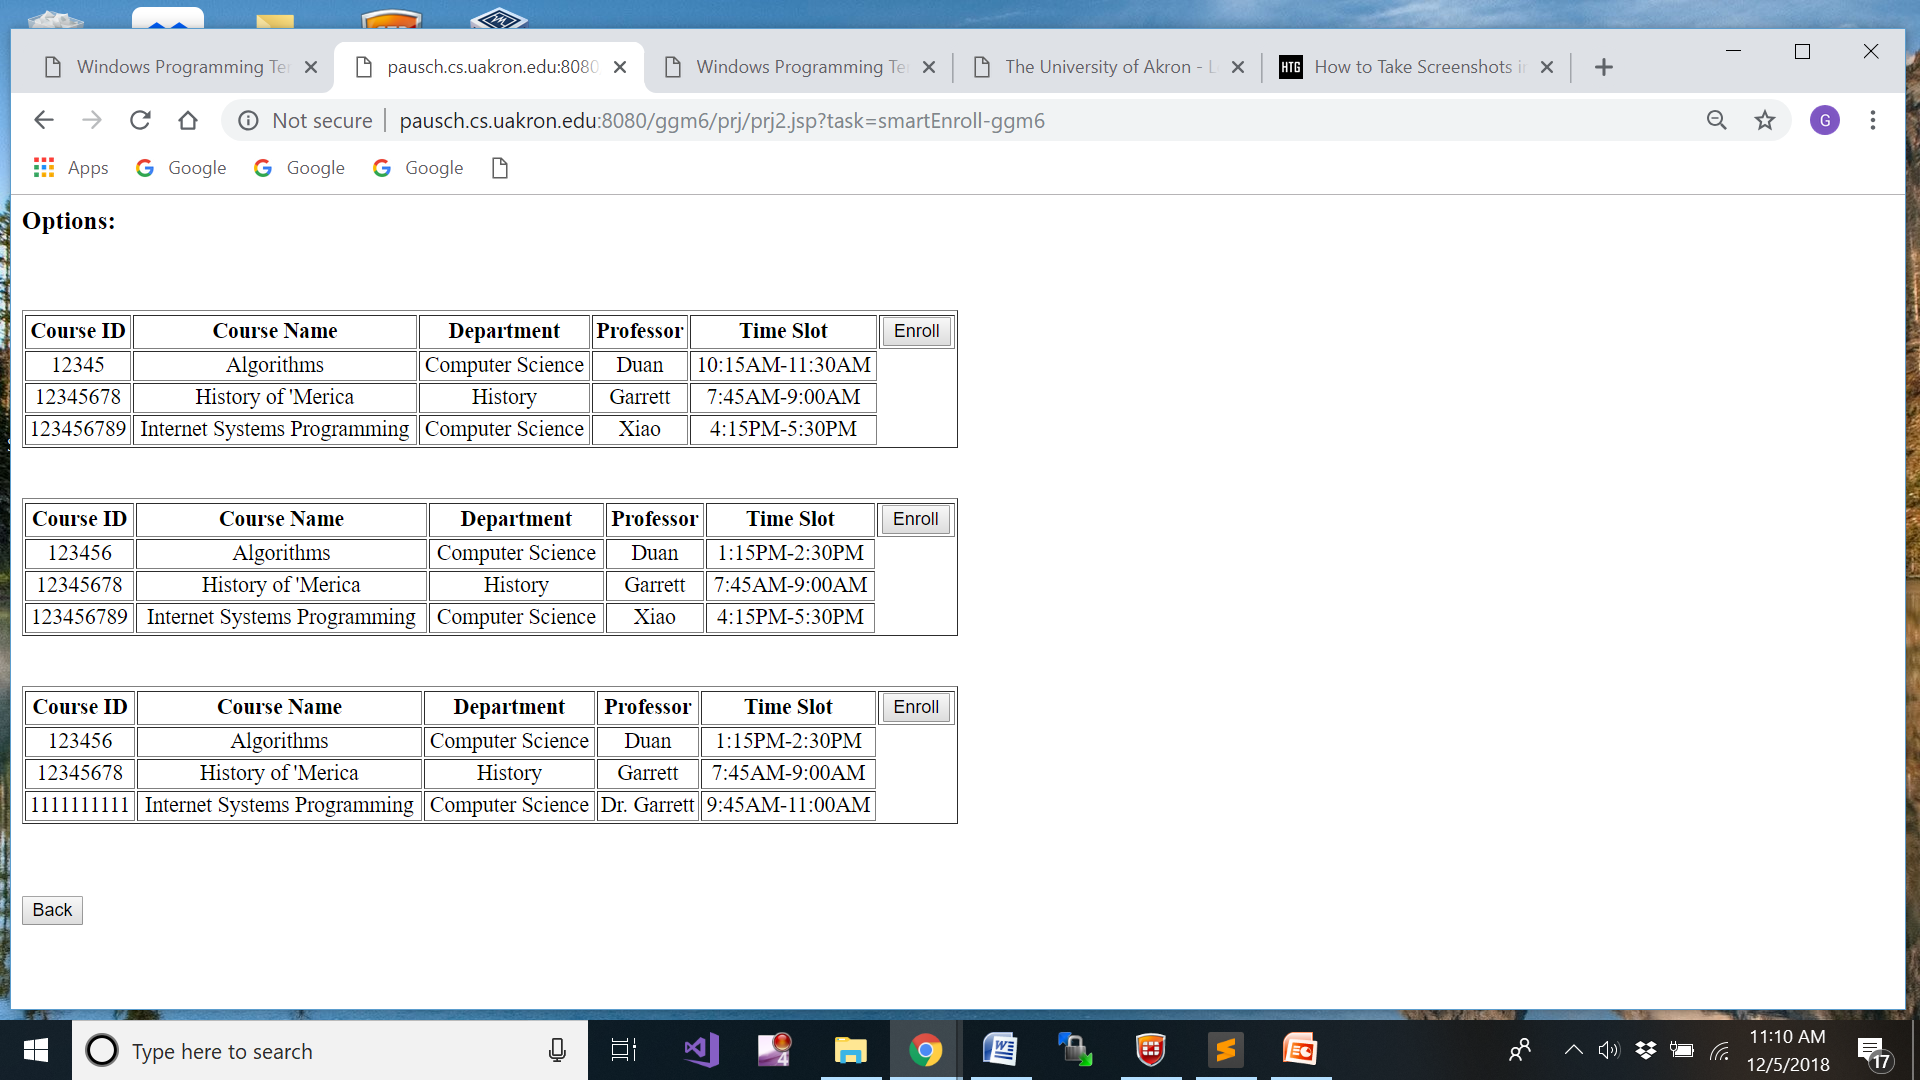 Windows Programming Te
pausch.cs.uakron.edu:8080
Windows Programming Te
The University of Akron - L
HTG How to Take Screenshots i
Not secure pausch.cs.uakron.edu:8080/ggm6/prj/prj2.jsp?task=smartEnroll-ggm6
G
Apps Google Google Google
Options:
Course ID Course Name Department Professor Time Slot Enroll
12345 Algorithms Computer Science Duan 10:15AM-11:30AM
12345678 History of 'Merica History Garrett 7:45AM-9:00AM
123456789 Internet Systems Programming Computer Science Xiao 4:15PM-5:30PM
Course ID Course Name Department Professor Time Slot Enroll
123456 Algorithms Computer Science Duan 1:15PM-2:30PM
12345678 History of 'Merica History Garrett 7:45AM-9:00AM
123456789 Internet Systems Programming Computer Science Xiao 4:15PM-5:30PM
Course ID Course Name Department Professor Time Slot Enroll
123456 Algorithms Computer Science Duan 1:15PM-2:30PM
12345678 History of 'Merica History Garrett 7:45AM-9:00AM
1111111111 Internet Systems Programming Computer Science Dr. Garrett 9:45AM-11:00AM
Back
Type here to search
11:10 AM
12/5/2018
17